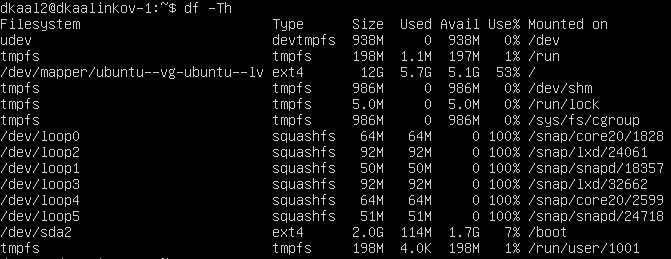 dkaal2@dkaalinkov-1:~$ df -Th
Filesystem                        Type      Size  Used Avail Use% Mounted on
udev                              devtmpfs  938M     0  938M   0% /dev
tmpfs                             tmpfs     198M  1.1M  197M   1% /run
/dev/mapper/ubuntu--vg-ubuntu--lv ext4       12G  5.7G  5.1G  53% /
tmpfs                             tmpfs     986M     0  986M   0% /dev/shm
tmpfs                             tmpfs     5.0M     0  5.0M   0% /run/lock
tmpfs                             tmpfs     986M     0  986M   0% /sys/fs/cgroup
/dev/loop0                        squashfs   64M   64M     0 100% /snap/core20/1828
/dev/loop2                        squashfs   92M   92M     0 100% /snap/lxd/24061
/dev/loop1                        squashfs   50M   50M     0 100% /snap/snapd/18357
/dev/loop3                        squashfs   92M   92M     0 100% /snap/lxd/32662
/dev/loop4                        squashfs   64M   64M     0 100% /snap/core20/2599
/dev/loop5                        squashfs   51M   51M     0 100% /snap/snapd/24718
/dev/sda2                         ext4      2.0G  114M  1.7G   7% /boot
tmpfs                             tmpfs     198M  4.0K  198M   1% /run/user/1001